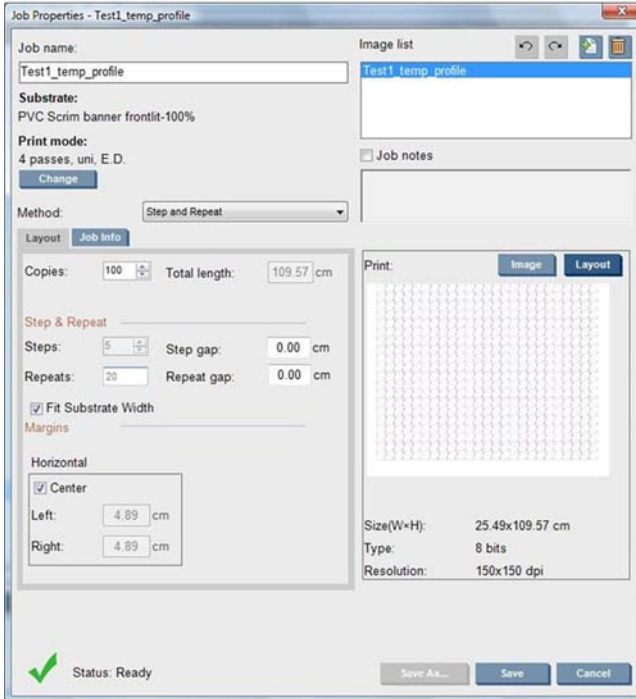 Job Properties - Test1_temp_profile
Job name:
Test1_temp_profile
Substrate:
PVC Scrim banner frontlit-100%
Print mode:
4 passes, uni, E.D.
Change
Method:
Step and Repeat
Image list
Test1_temp_profile
Job notes
Layout
Job Info
Copies:
100
Total length:
109.57 cm
Step & Repeat
Steps:
5
Step gap:
0.00 cm
Repeats:
20
Repeat gap:
0.00 cm
Fit Substrate Width
Margins
Horizontal
Center
Left:
4.89 cm
Right:
4.89 cm
Print:
Image
Layout
Size(W×H):
25.49x109.57 cm
Type:
8 bits
Resolution:
150x150 dpi
Status: Ready
Save As...
Save
Cancel